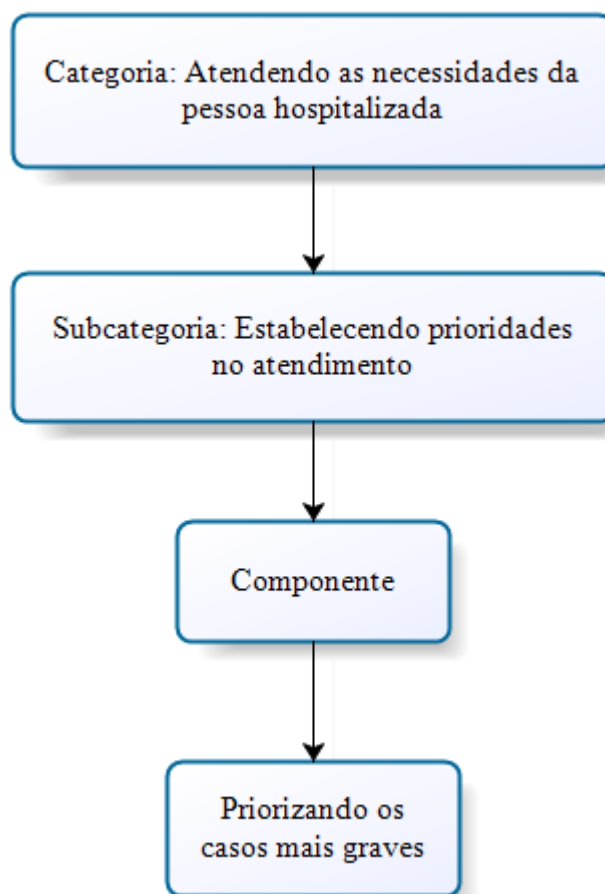 Categoria: Atendendo as necessidades da
pessoa hospitalizada
Subcategoria: Estabelecendo prioridades
no atendimento
Componente
Priorizando os
casos mais graves